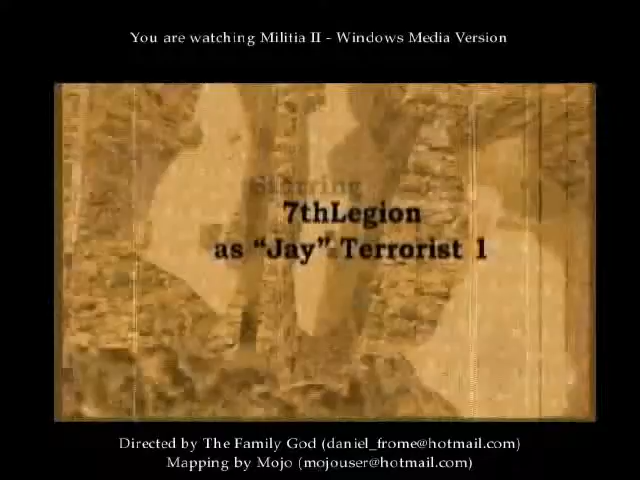 You are watching Militia II - Windows Media Version
Starring
7thLegion
as “Jay” Terrorist 1
Directed by The Family God (daniel_frome@hotmail.com)
Mapping by Mojo (mojouser@hotmail.com)